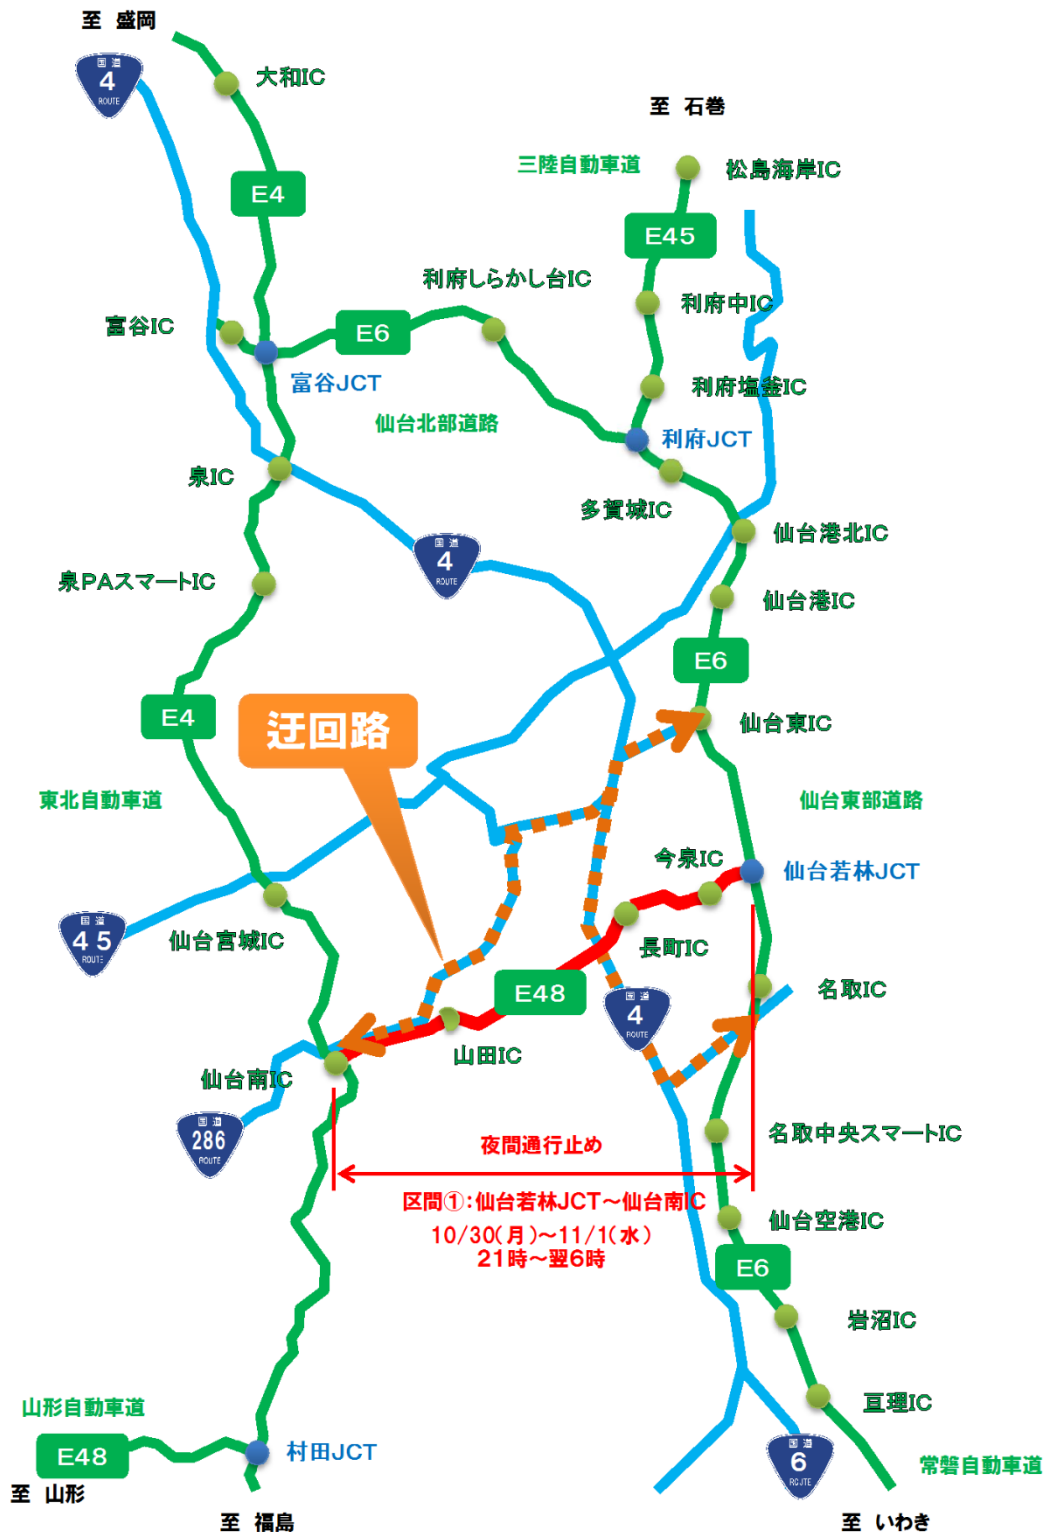 至 盛岡
国道
4
ROUTE
大和IC
至 石巻
三陸自動車道
松島海岸IC
E4
E45
利府しらかし台IC
利府中IC
富谷IC
E6
富谷JCT
利府塩釜IC
仙台北部道路
利府JCT
泉IC
多賀城IC
仙台港北IC
国道
4
ROUTE
泉PAスマートIC
仙台港IC
E6
E4
迂回路
仙台東IC
東北自動車道
仙台東部道路
今泉IC
仙台若林JCT
国道
45
ROUTE
仙台宮城IC
長町IC
E48
名取IC
国道
4
ROUTE
山田IC
仙台南IC
国道
286
ROUTE
名取中央スマートIC
夜間通行止め
区間①:仙台若林JCT～仙台南IC
10/30(月)～11/1(水)
21時～翌6時
仙台空港IC
E6
岩沼IC
亘理IC
山形自動車道
E48
村田JCT
国道
6
ROUTE
常磐自動車道
至 山形
至 福島
至 いわき